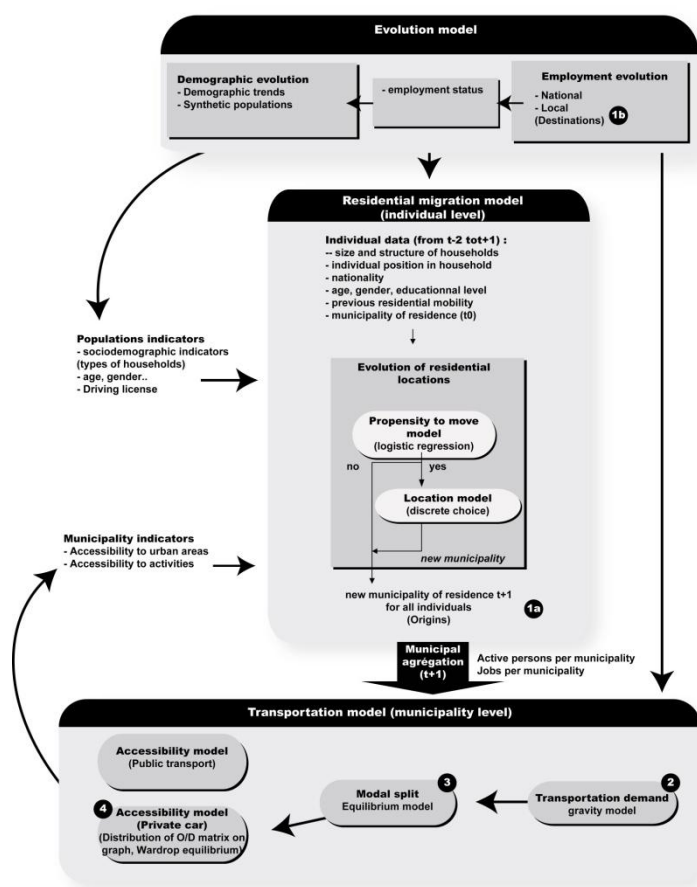 Evolution model
Demographic evolution
- Demographic trends
- Synthetic populations
- employment status
Employment evolution
- National
- Local
(Destinations)
1b
Residential migration model
(individual level)
Individual data (from t-2 tot+1) :
-- size and structure of households
- individual position in household
- nationality
- age, gender, educationnal level
- previous residential mobility
- municipality of residence (t0)
Populations indicators
- sociodemographic indicators
(types of households)
- age, gender..
- Driving license
Evolution of residential
locations
Propensity to move
model
(logistic regression)
no
yes
Location model
(discrete choice)
new municipality
Municipality indicators
- Accessibility to urban areas
- Accessibility to activities
new municipality of residence t+1
for all individuals
(Origins)
1a
Municipal
agrégation
(t+1)
Active persons per municipality
Jobs per municipality
Transportation model (municipality level)
Accessibility model
(Public transport)
4
Accessibility model
(Private car)
(Distribution of O/D matrix on
graph, Wardrop equilibrium)
3
Modal split
Equilibrium model
2
Transportation demand
gravity model